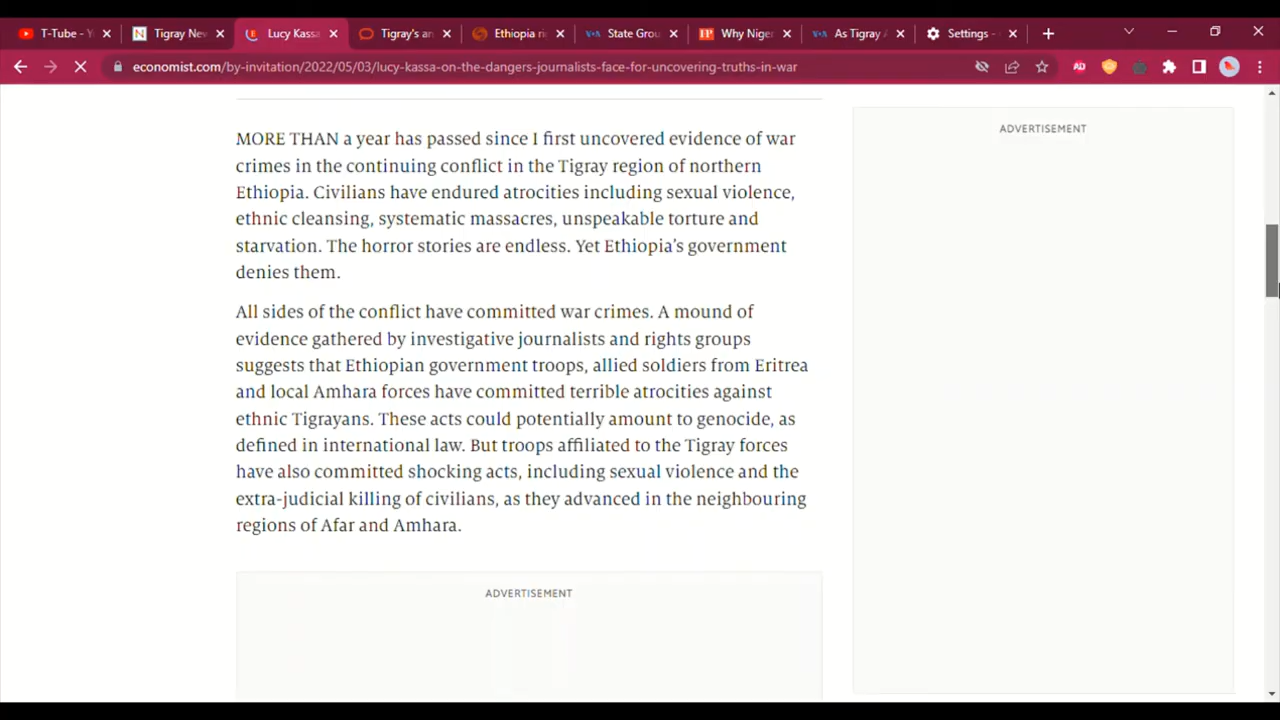 T-Tube - Y
Tigray Nev
Lucy Kassa
Tigray's an
Ethiopia ri
State Grou
Why Niger
As Tigray A
Settings -
economist.com/by-invitation/2022/05/03/lucy-kassa-on-the-dangers-journalists-face-for-uncovering-truths-in-war
ADVERTISEMENT
MORE THAN a year has passed since I first uncovered evidence of war
crimes in the continuing conflict in the Tigray region of northern
Ethiopia. Civilians have endured atrocities including sexual violence,
ethnic cleansing, systematic massacres, unspeakable torture and
starvation. The horror stories are endless. Yet Ethiopia's government
denies them.
All sides of the conflict have committed war crimes. A mound of
evidence gathered by investigative journalists and rights groups
suggests that Ethiopian government troops, allied soldiers from Eritrea
and local Amhara forces have committed terrible atrocities against
ethnic Tigrayans. These acts could potentially amount to genocide, as
defined in international law. But troops affiliated to the Tigray forces
have also committed shocking acts, including sexual violence and the
extra-judicial killing of civilians, as they advanced in the neighbouring
regions of Afar and Amhara.
ADVERTISEMENT